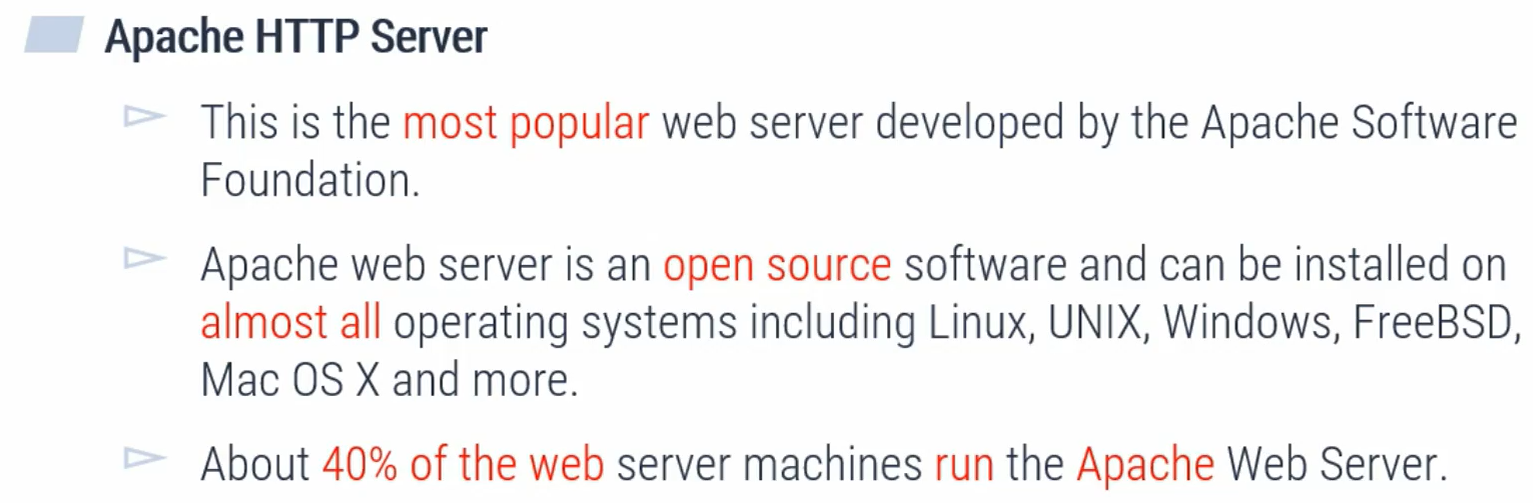 Apache HTTP Server
This is the most popular web server developed by the Apache Software
Foundation.
Apache web server is an open source software and can be installed on
almost all operating systems including Linux, UNIX, Windows, FreeBSD,
Mac OS X and more.
About 40% of the web server machines run the Apache Web Server.